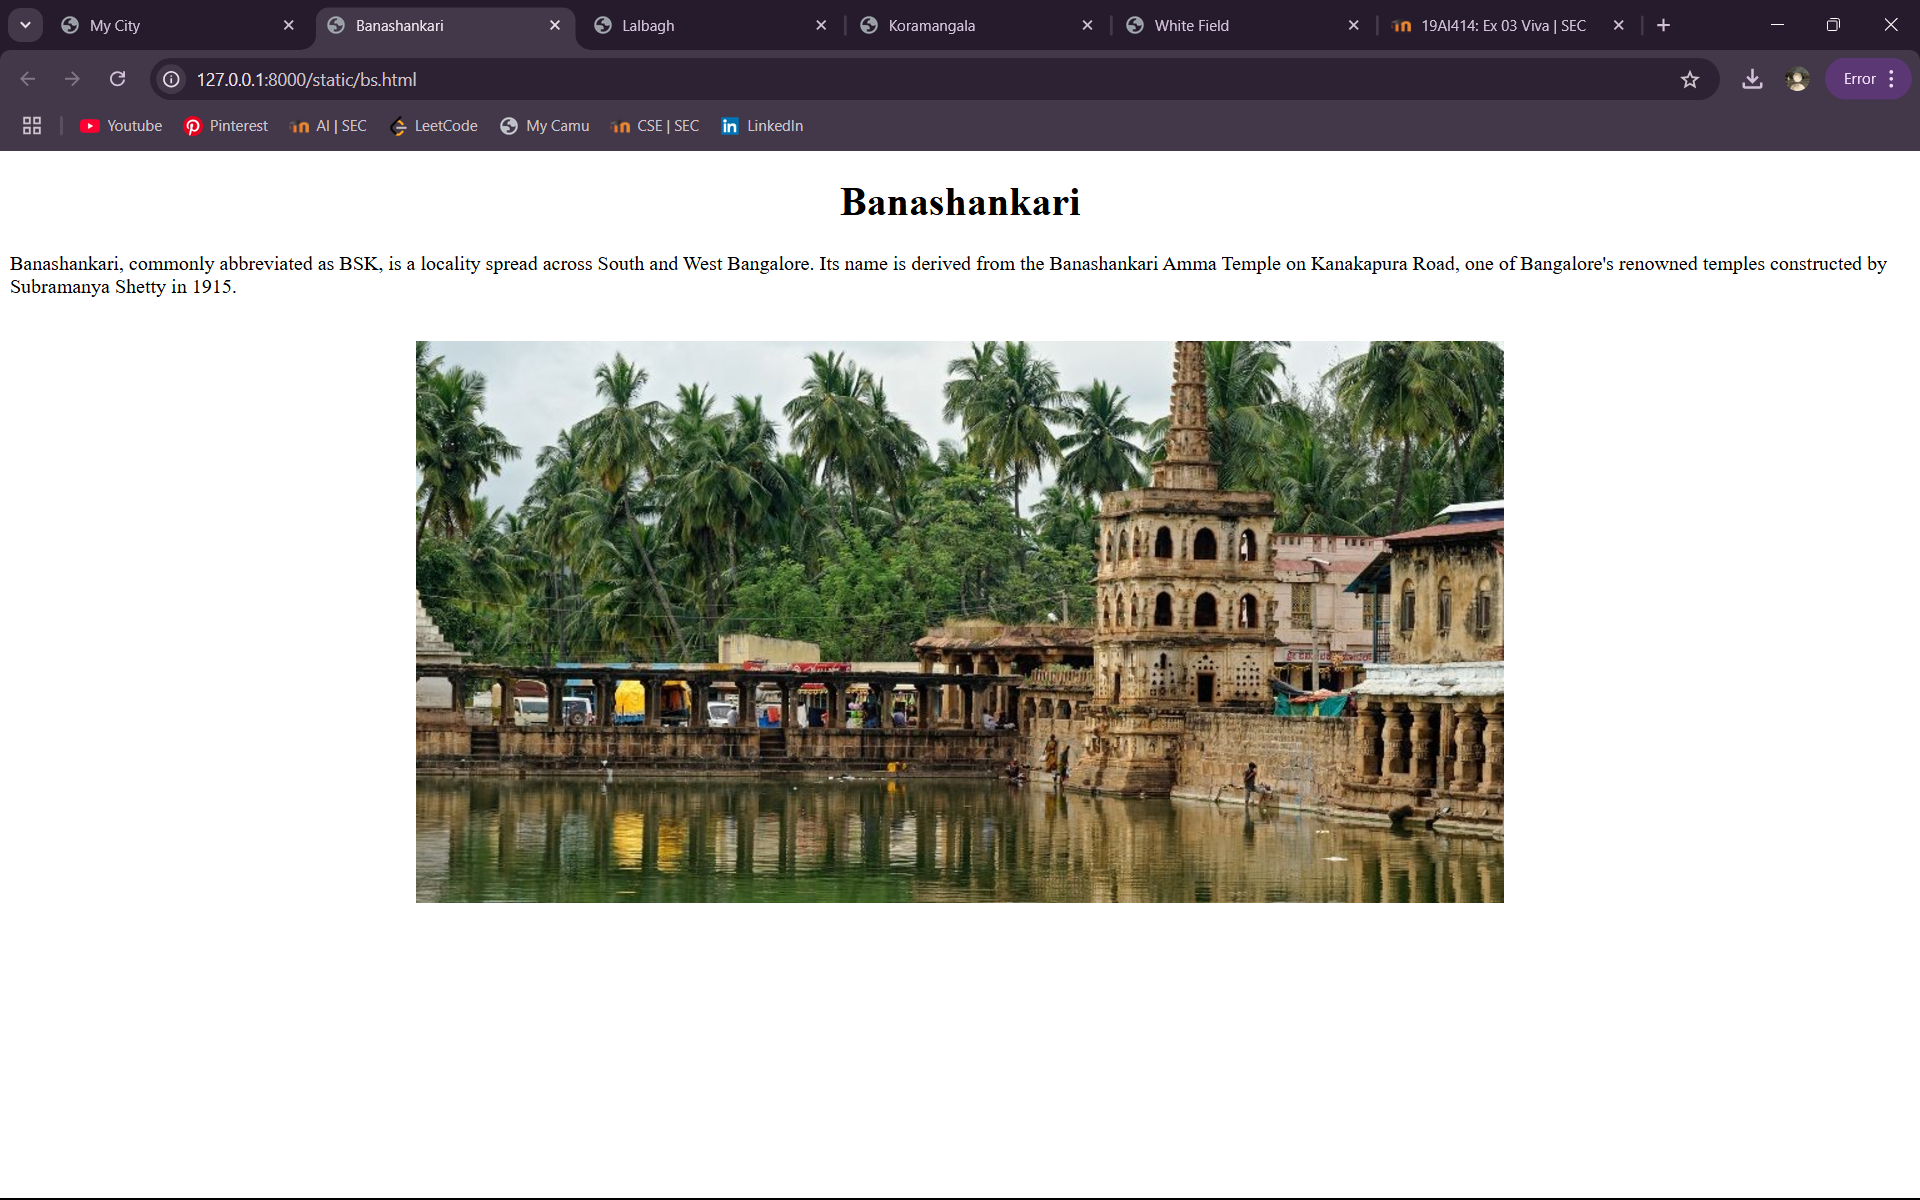 My City
Banashankari
Lalbagh
Koramangala
White Field
19AI414: Ex 03 Viva | SEC
127.0.0.1:8000/static/bs.html
Error
Youtube
Pinterest
AI | SEC
LeetCode
My Camu
CSE | SEC
LinkedIn
Banashankari
Banashankari, commonly abbreviated as BSK, is a locality spread across South and West Bangalore. Its name is derived from the Banashankari Amma Temple on Kanakapura Road, one of Bangalore's renowned temples constructed by
Subramanya Shetty in 1915.